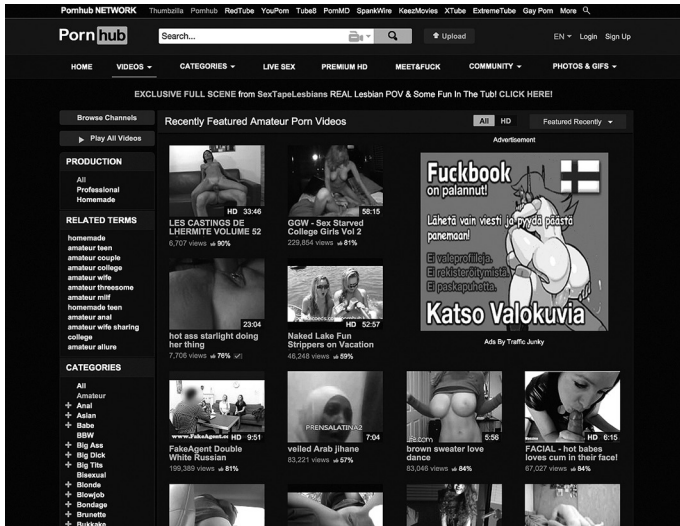 Pornhub NETWORK Thumbzilla Pornhub RedTube YouPorn Tube8 PornMD SpankWire KeezMovies XTube ExtremeTube Gay Porn More
Porn hub
Search...
Upload
EN Login Sign Up
HOME VIDEOS CATEGORIES LIVE SEX PREMIUM HD MEET&FUCK COMMUNITY PHOTOS & GIFS
EXCLUSIVE FULL SCENE from SexTapeLesbians REAL Lesbian POV & Some Fun In The Tub! CLICK HERE!
Browse Channels
Play All Videos
PRODUCTION
All
Professional
Homemade
RELATED TERMS
homemade
amateur teen
amateur couple
amateur college
amateur wife
amateur threesome
amateur milf
homemade teen
amateur anal
amateur wife sharing
college
amateur allure
CATEGORIES
All
Amateur
Anal
Asian
Babe
BBW
Big Ass
Big Dick
Big Tits
Bisexual
Blonde
Blowjob
Bondage
Brunette
Bukkake
Recently Featured Amateur Porn Videos
All HD
Featured Recently
HD 33:46
LES CASTINGS DE
LHERMITE VOLUME 52
6,707 views 90%
58:15
GGW - Sex Starved
College Girls Vol 2
229,854 views 81%
23:04
hot ass starlight doing
her thing
7,706 views 76%
HD 52:57
Naked Lake Fun
Strippers on Vacation
46,248 views 59%
Advertisement
Fuckbook
on palannut!
Lähetä vain viesti ja pyydä päästä
panemaan!
Ei valeprofiileja.
Ei rekisteröitymistä.
Ei paskapuhetta.
Katso Valokuvia
Ads By Traffic Junky
www.FakeAgent.co HD 9:51
FakeAgent Double
White Russian
199,389 views 81%
PRENSALATINA2
7:04
veiled Arab jihane
83,221 views 57%
5:56
brown sweater love
dance
83,046 views 84%
HD 6:15
FACIAL - hot babes
loves cum in their face!
67,027 views 84%